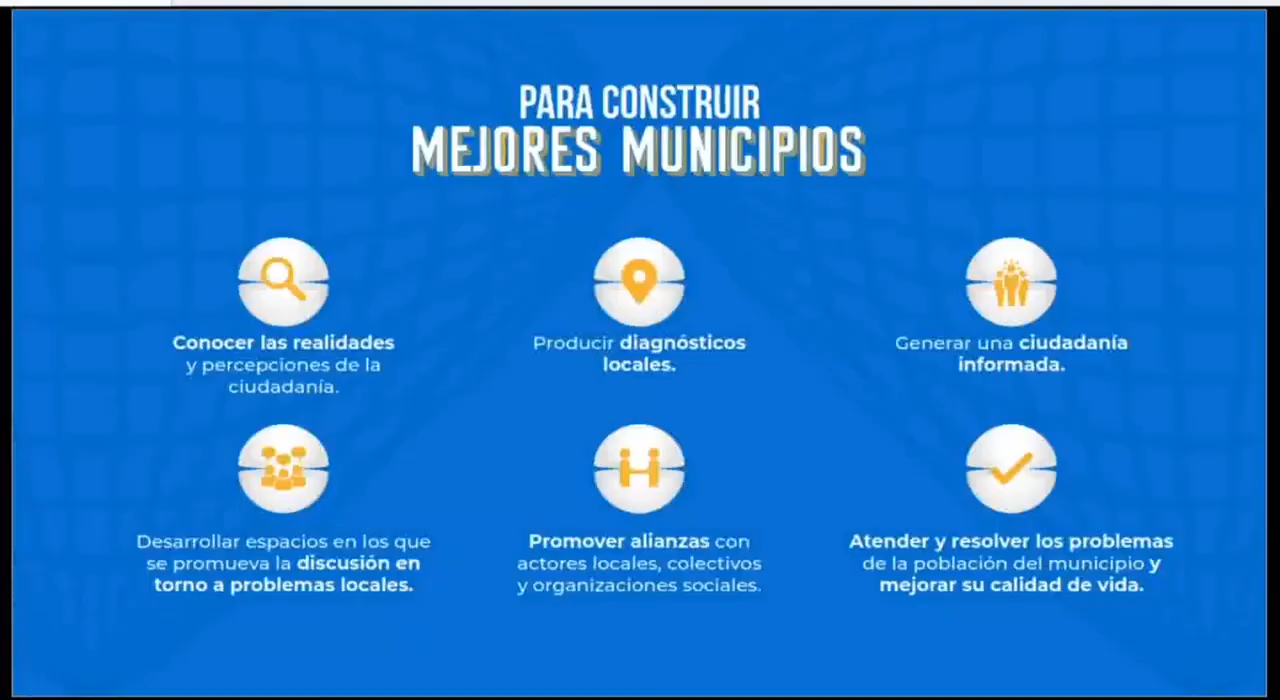 PARA CONSTRUIR
MEJORES MUNICIPIOS
Conocer las realidades
y percepciones de la
ciudadanía.
Producir diagnósticos
locales.
Generar una ciudadanía
informada.
Desarrollar espacios en los que
se promueva la discusión en
torno a problemas locales.
Promover alianzas con
actores locales, colectivos
y organizaciones sociales.
Atender y resolver los problemas
de la población del municipio y
mejorar su calidad de vida.